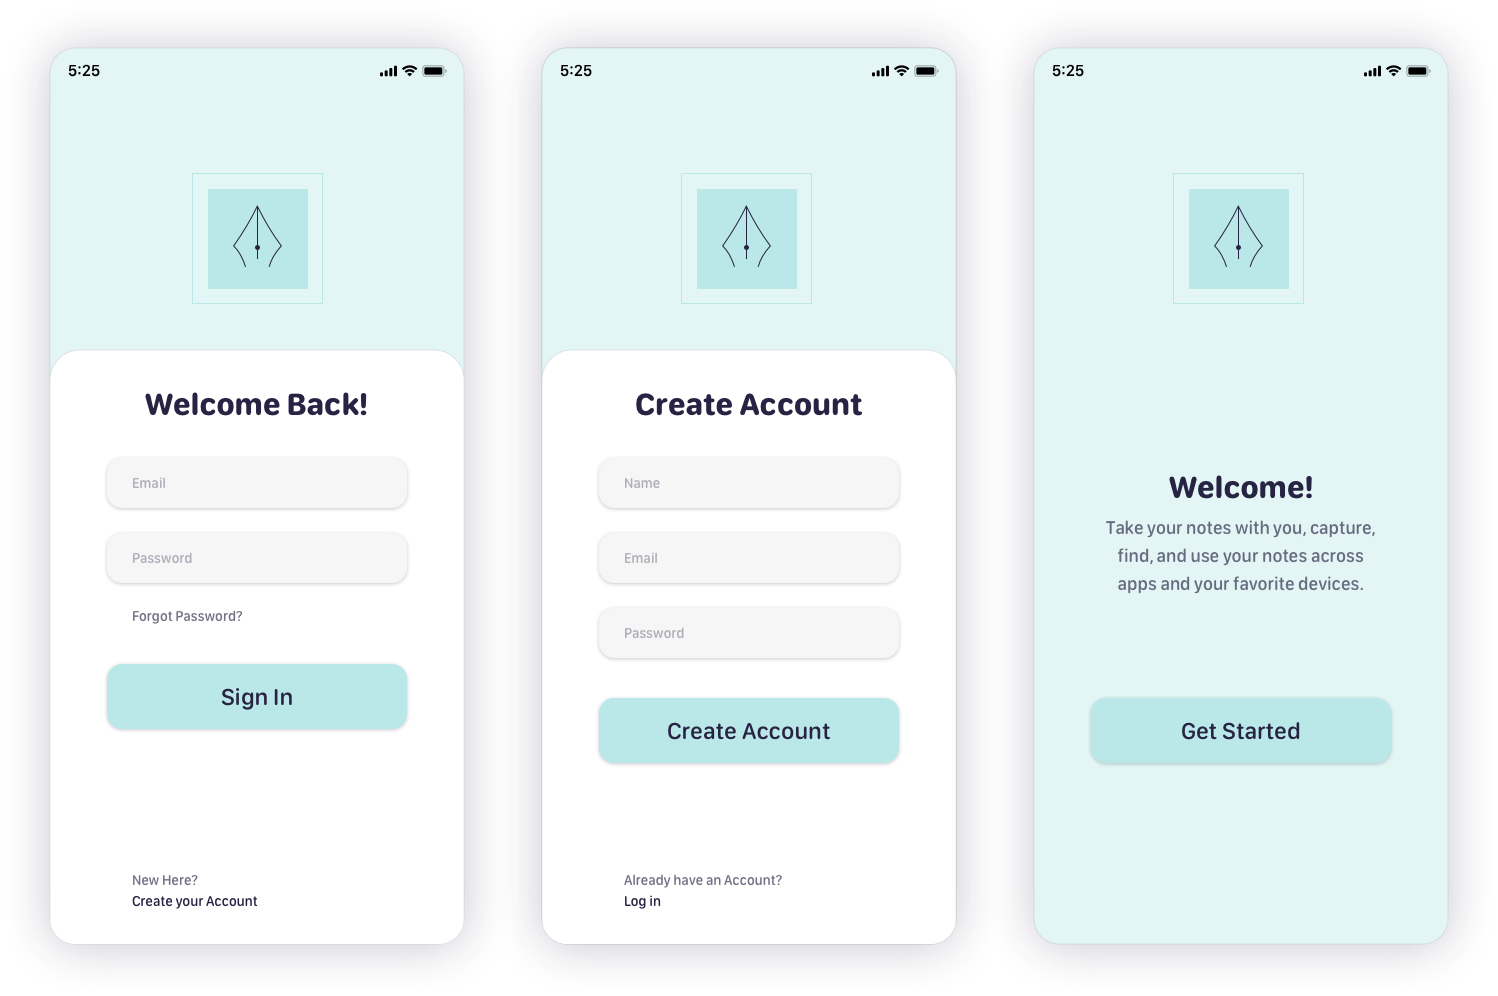 5:25
Welcome Back!
Email
Password
Forgot Password?
Sign In
New Here?
Create your Account
5:25
Create Account
Name
Email
Password
Create Account
Already have an Account?
Log in
5:25
Welcome!
Take your notes with you, capture,
find, and use your notes across
apps and your favorite devices.
Get Started